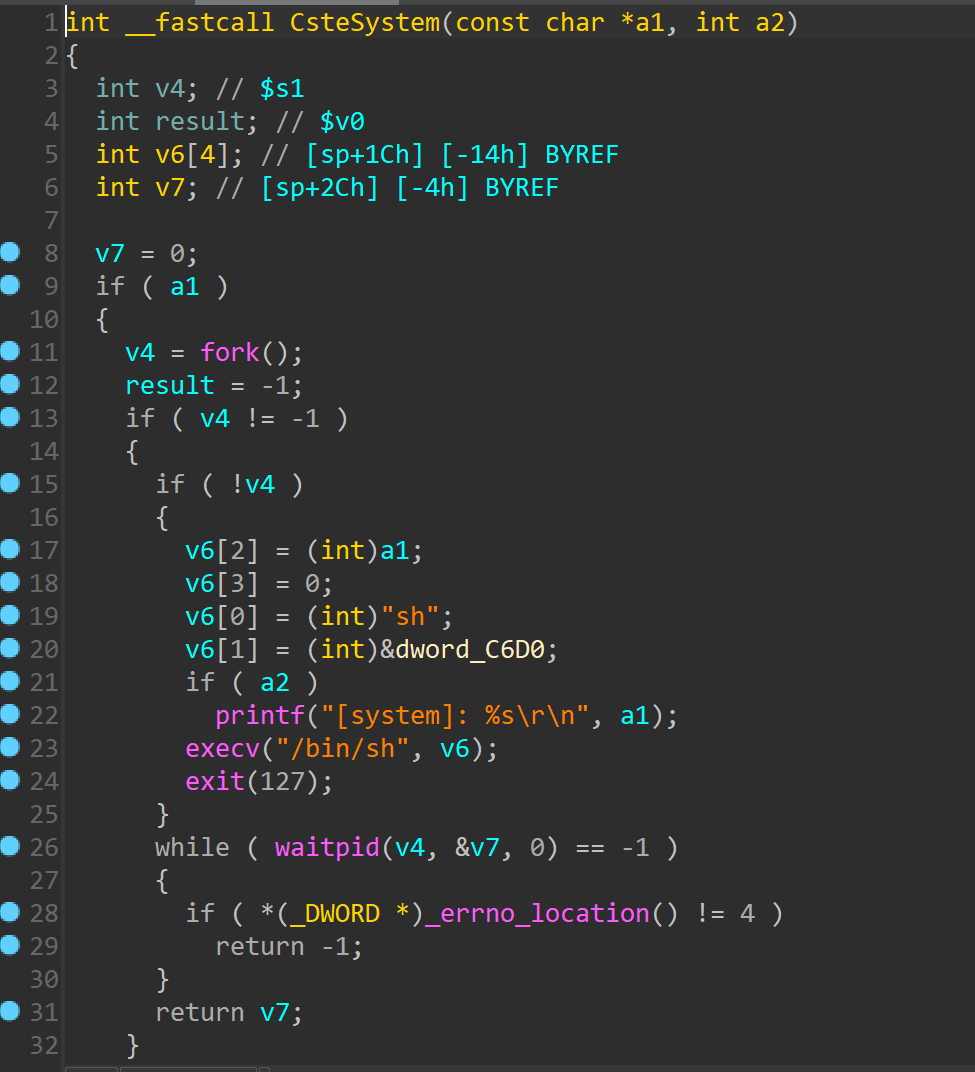 1 int __fastcall CsteSystem(const char *a1, int a2)
2 {
3   int v4; // $s1
4   int result; // $v0
5   int v6[4]; // [sp+1Ch] [-14h] BYREF
6   int v7; // [sp+2Ch] [-4h] BYREF
7
8   v7 = 0;
9   if ( a1 )
10   {
11     v4 = fork();
12     result = -1;
13     if ( v4 != -1 )
14     {
15       if ( !v4 )
16       {
17         v6[2] = (int)a1;
18         v6[3] = 0;
19         v6[0] = (int)"sh";
20         v6[1] = (int)&dword_C6D0;
21         if ( a2 )
22           printf("[system]: %s\r\n", a1);
23         execv("/bin/sh", v6);
24         exit(127);
25       }
26       while ( waitpid(v4, &v7, 0) == -1 )
27       {
28         if ( *(_DWORD *)_errno_location() != 4 )
29           return -1;
30       }
31       return v7;
32     }